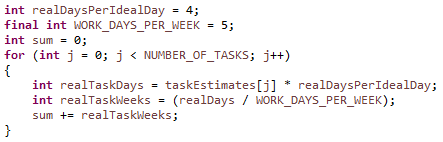 int realDaysPerIdealDay = 4;
final int WORK_DAYS_PER_WEEK = 5;
int sum = 0;
for (int j = 0; j < NUMBER_OF_TASKS; j++)
{
    int realTaskDays = taskEstimates[j] * realDaysPerIdealDay;
    int realTaskWeeks = (realDays / WORK_DAYS_PER_WEEK);
    sum += realTaskWeeks;
}